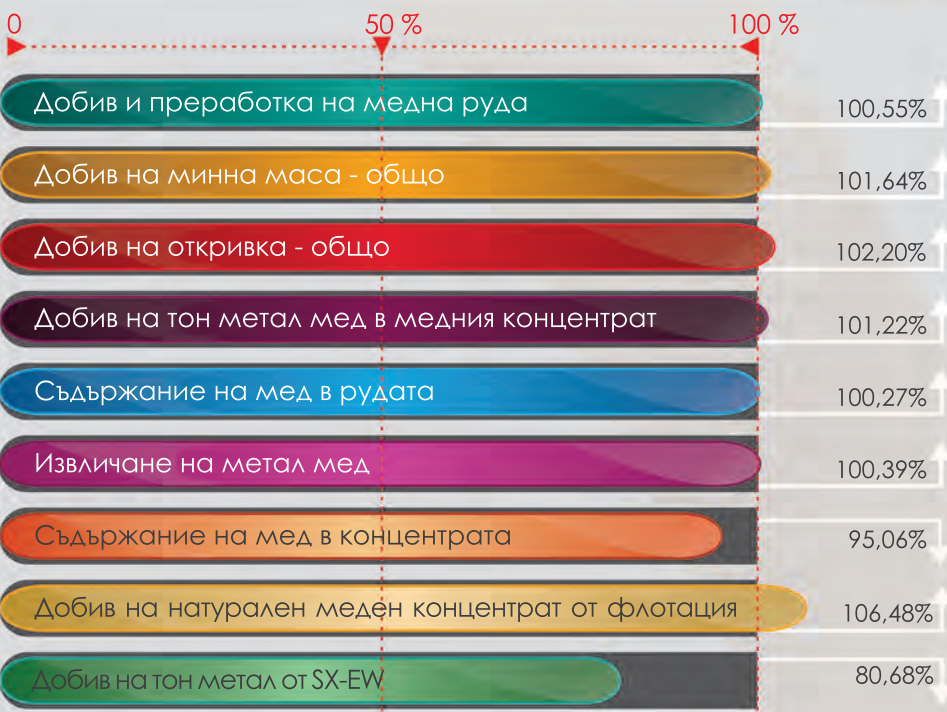 0 50 % 100 %
Добив и преработка на медна руда 100,55%
Добив на минна маса - общо 101,64%
Добив на откривка - общо 102,20%
Добив на тон метал мед в медния концентрат 101,22%
Съдържание на мед в рудата 100,27%
Извличане на метал мед 100,39%
Съдържание на мед в концентрата 95,06%
Добив на натурален меден концентрат от флотация 106,48%
Добив на тон метал от SX-EW 80,68%